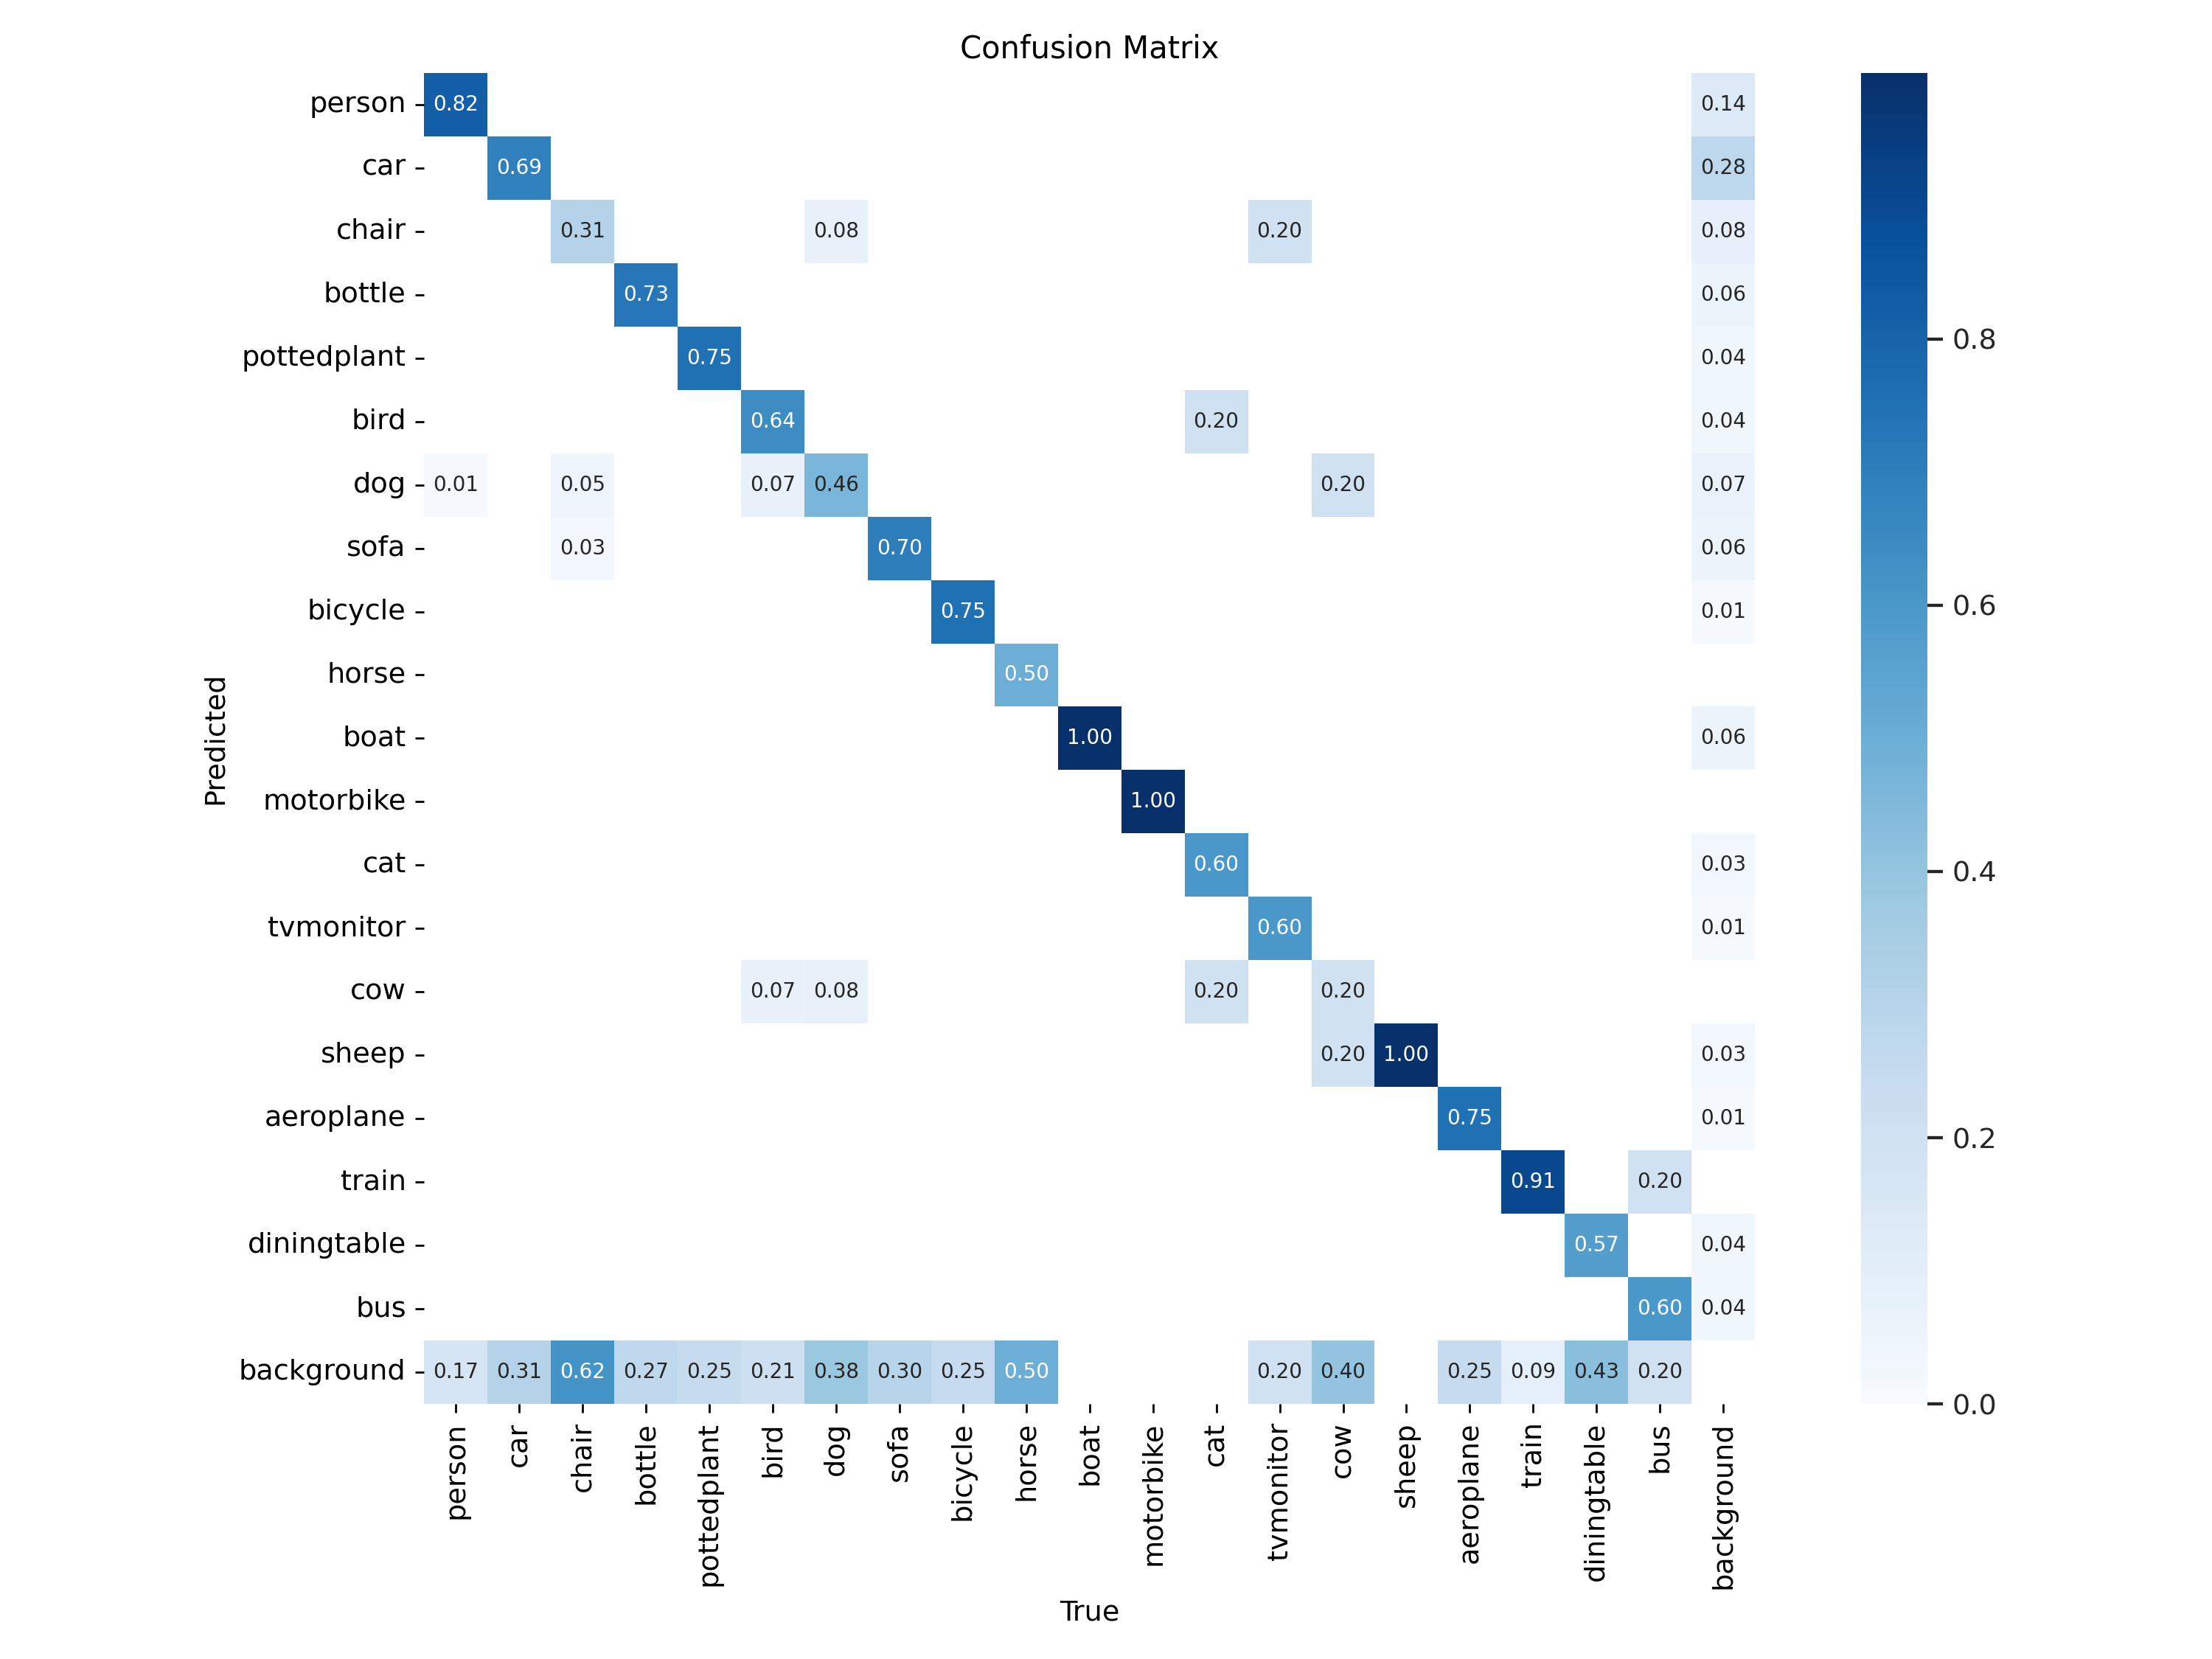 Confusion Matrix
person 0.82 0.14
car 0.69 0.28
chair 0.31 0.08 0.20 0.08
bottle 0.73 0.06
pottedplant 0.75 0.04
bird 0.64 0.20 0.04
dog 0.01 0.05 0.07 0.46 0.20 0.07
sofa 0.03 0.70 0.06
bicycle 0.75 0.01
horse 0.50
boat 1.00 0.06
motorbike 1.00
cat 0.60 0.03
tvmonitor 0.60 0.01
cow 0.07 0.08 0.20 0.20
sheep 0.20 1.00 0.03
aeroplane 0.75 0.01
train 0.91 0.20
diningtable 0.57 0.04
bus 0.60 0.04
background 0.17 0.31 0.62 0.27 0.25 0.21 0.38 0.30 0.25 0.50 0.20 0.40 0.25 0.09 0.43 0.20
Predicted
person car chair bottle pottedplant bird dog sofa bicycle horse boat motorbike cat tvmonitor cow sheep aeroplane train diningtable bus background
True
0.8
0.6
0.4
0.2
0.0